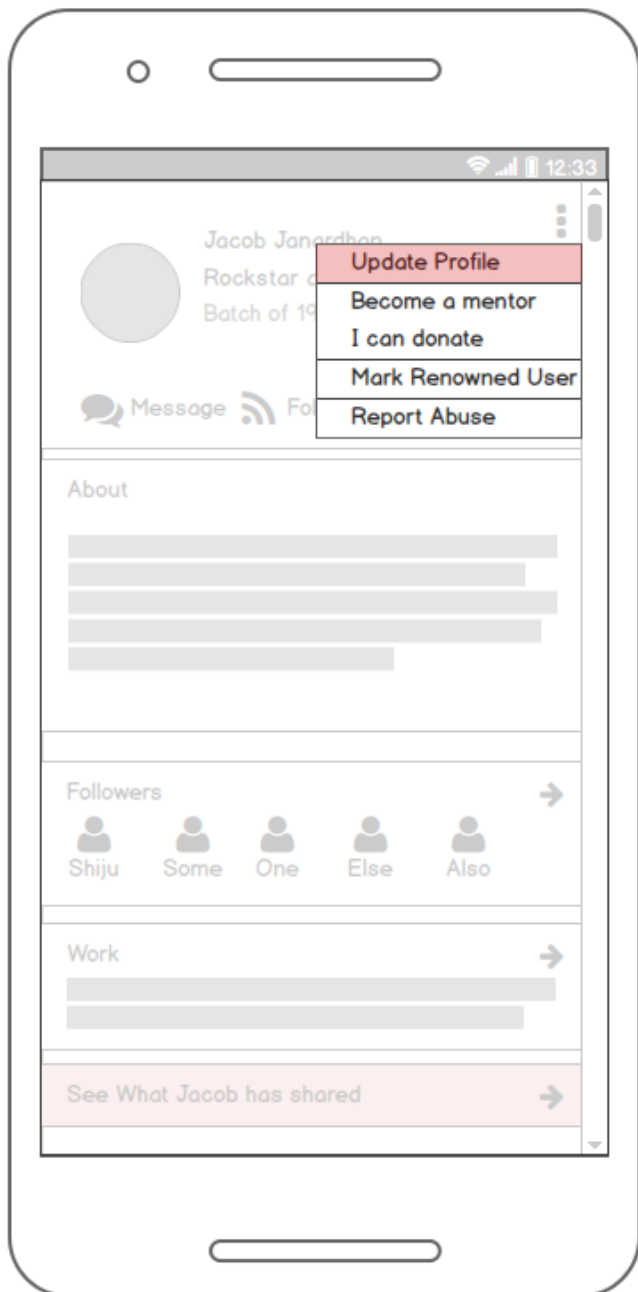 12:33
Jacob Janardhan
Rockstar
Batch of
Update Profile
Become a mentor
I can donate
Mark Renowned User
Report Abuse
Message
About
Followers
Shiju Some One Else Also
Work
See What Jacob has shared